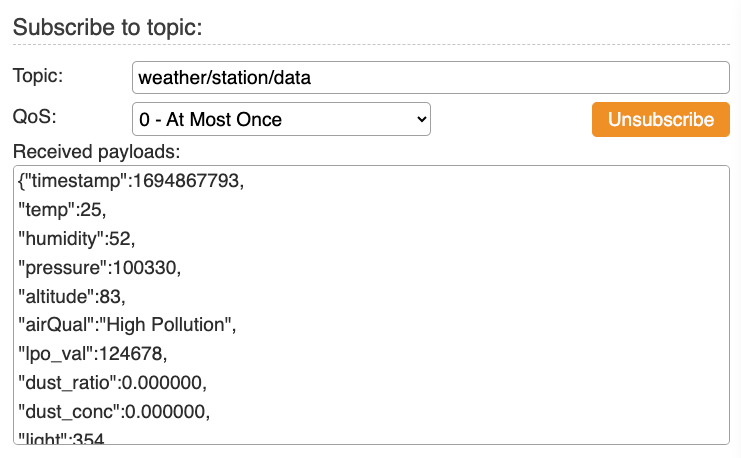 Subscribe to topic:
Topic: weather/station/data
QoS: 0 - At Most Once Unsubscribe
Received payloads:
{"timestamp":1694867793,
"temp":25,
"humidity":52,
"pressure":100330,
"altitude":83,
"airQual":"High Pollution",
"lpo_val":124678,
"dust_ratio":0.000000,
"dust_conc":0.000000,
"light":354